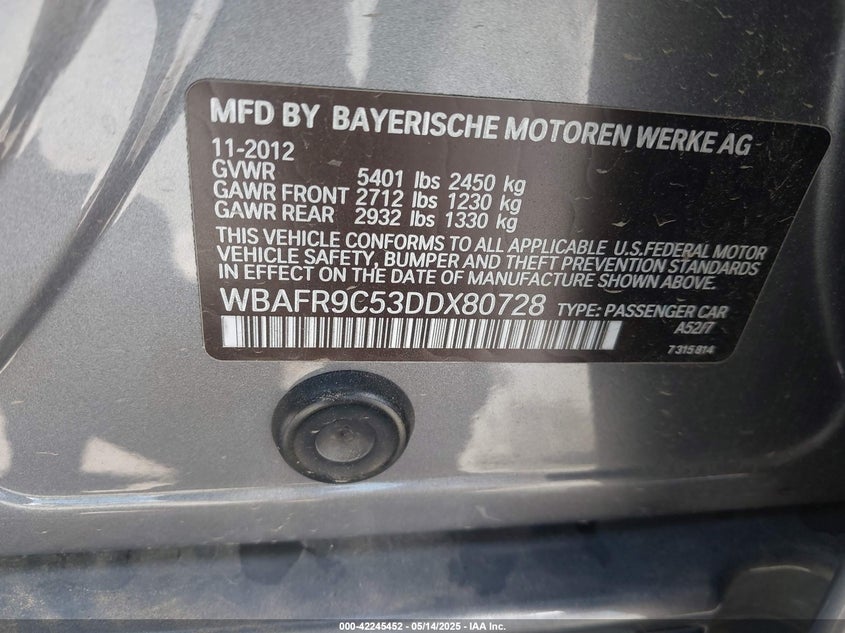 MFD BY BAYERISCHE MOTOREN WERKE AG
11-2012
GVWR 5401 lbs 2450 kg
GAWR FRONT 2712 lbs 1230 kg
GAWR REAR 2932 lbs 1330 kg
THIS VEHICLE CONFORMS TO ALL APPLICABLE U.S.FEDERAL MOTOR
VEHICLE SAFETY, BUMPER AND THEFT PREVENTION STANDARDS
IN EFFECT ON THE DATE OF MANUFACTURE SHOWN ABOVE.
WBAFR9C53DDX80728 TYPE: PASSENGER CAR
A52/7
7 315 814
000-42245452 — 05/14/2025 — IAA Inc.